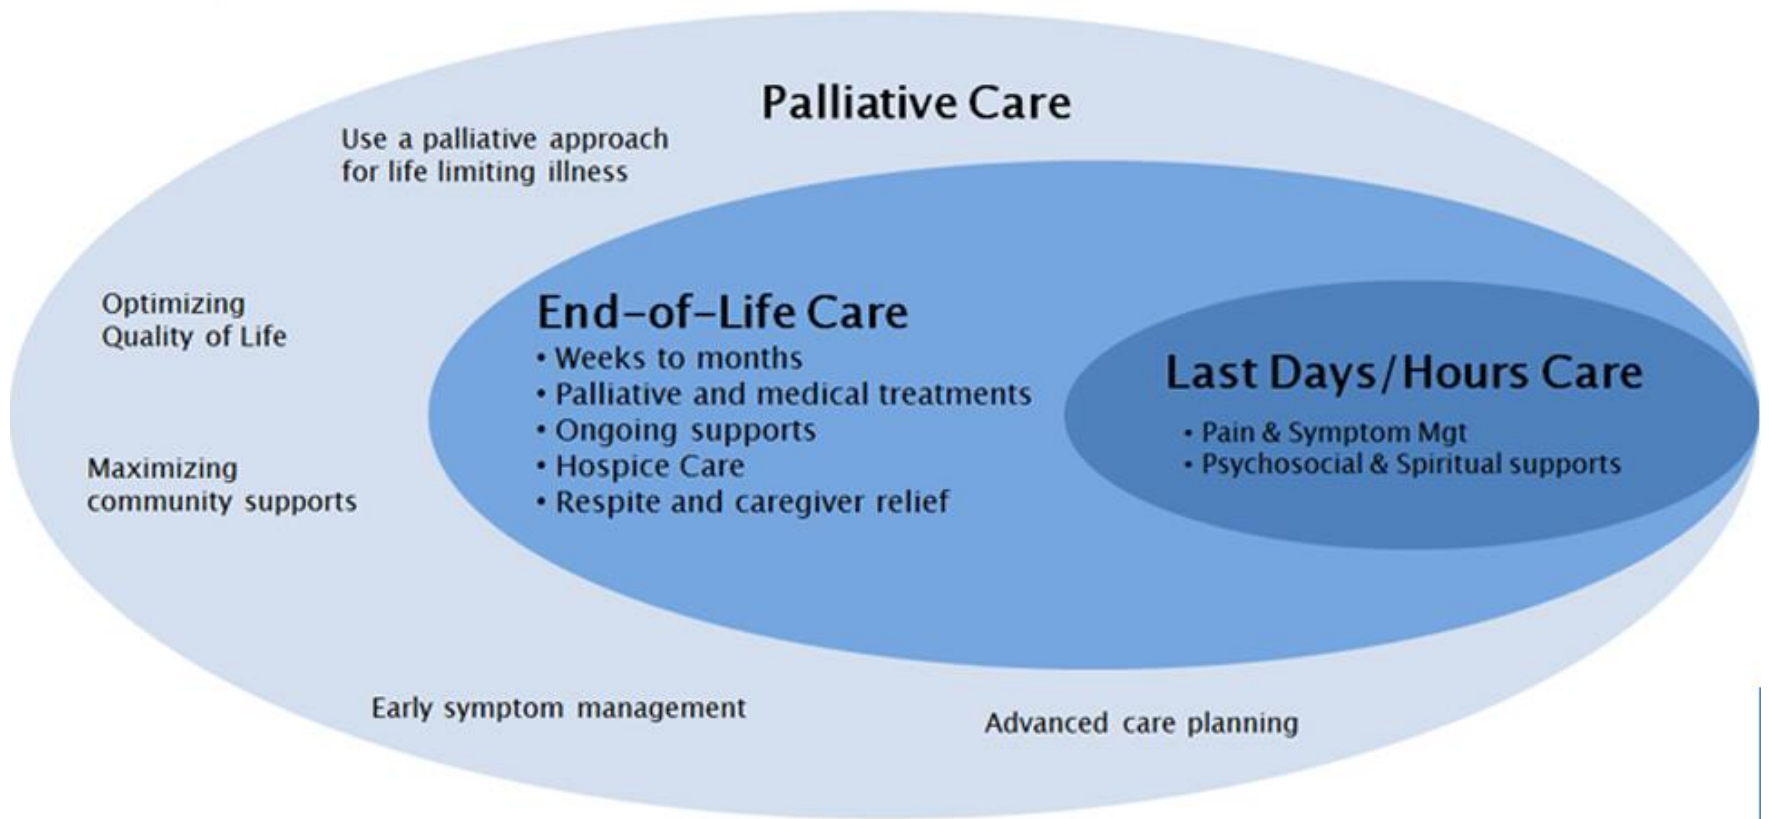 Palliative Care
Use a palliative approach
for life limiting illness
Optimizing
Quality of Life
Maximizing
community supports
End-of-Life Care
• Weeks to months
• Palliative and medical treatments
• Ongoing supports
• Hospice Care
• Respite and caregiver relief
Last Days/Hours Care
• Pain & Symptom Mgt
• Psychosocial & Spiritual supports
Early symptom management
Advanced care planning